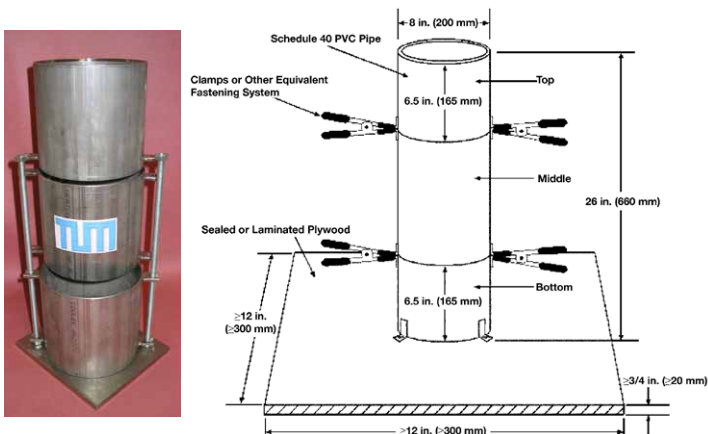 TUM
8 in. (200 mm)
Schedule 40 PVC Pipe
Clamps or Other Equivalent
Fastening System
6.5 in. (165 mm)
Top
Middle
26 in. (660 mm)
Sealed or Laminated Plywood
6.5 in. (165 mm)
Bottom
≥12 in.
(≥300 mm)
≥3/4 in. (≥20 mm)
≥12 in. (≥300 mm)